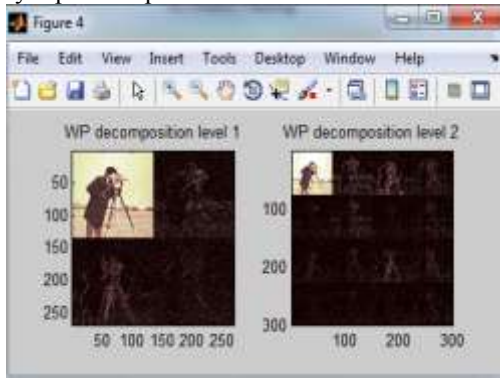 Figure 4
File Edit View Insert Tools Desktop Window Help
WP decomposition level 1
50
100
150
200
250
50 100 150 200 250
WP decomposition level 2
100
200
300
100 200 300